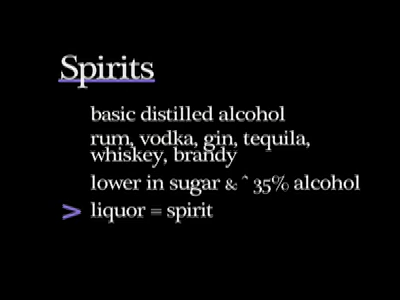 Spirits
basic distilled alcohol
rum, vodka, gin, tequila,
whiskey, brandy
lower in sugar & ^ 35% alcohol
> liquor = spirit